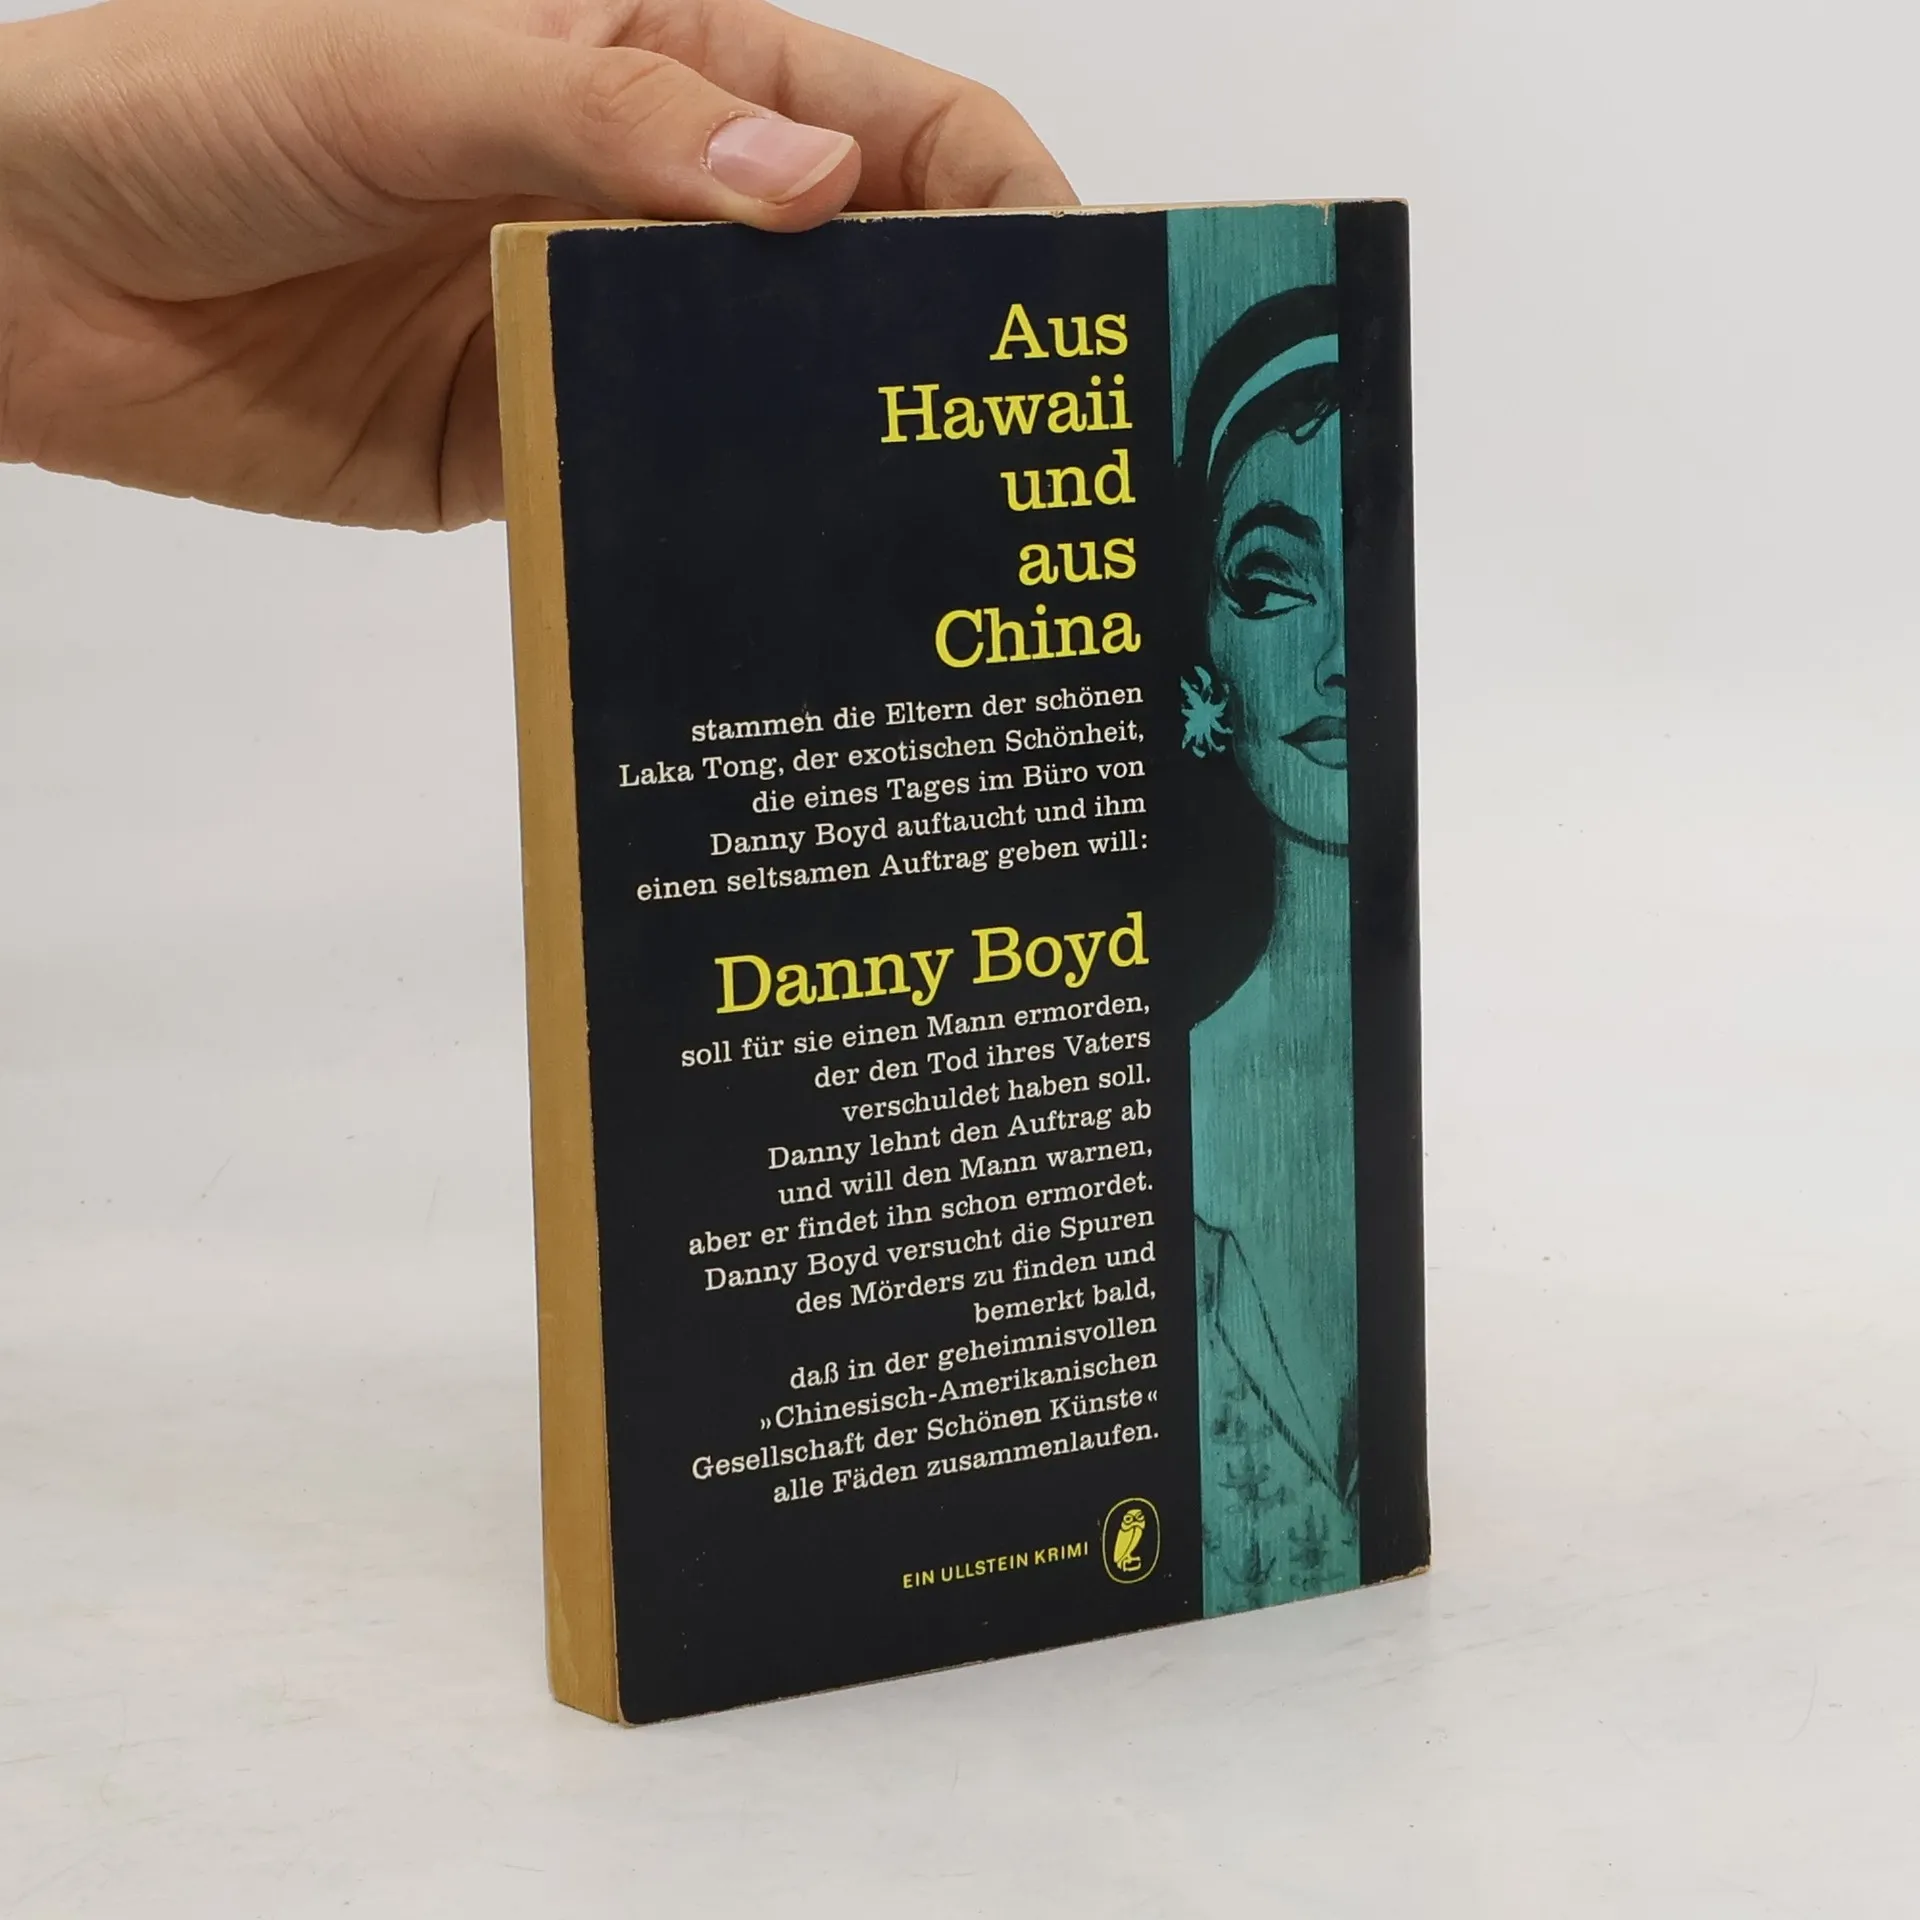 Aus
Hawaii
und
aus
China
stammen die Eltern der schönen
Laka Tong, der exotischen Schönheit,
die eines Tages im Büro von
Danny Boyd auftaucht und ihm
einen seltsamen Auftrag geben will:
Danny Boyd
soll für sie einen Mann ermorden,
der den Tod ihres Vaters
verschuldet haben soll.
Danny lehnt den Auftrag ab
und will den Mann warnen,
aber er findet ihn schon ermordet.
Danny Boyd versucht die Spuren
des Mörders zu finden und
bemerkt bald,
daß in der geheimnisvollen
»Chinesisch-Amerikanischen
Gesellschaft der Schönen Künste«
alle Fäden zusammenlaufen.
EIN ULLSTEIN KRIMI